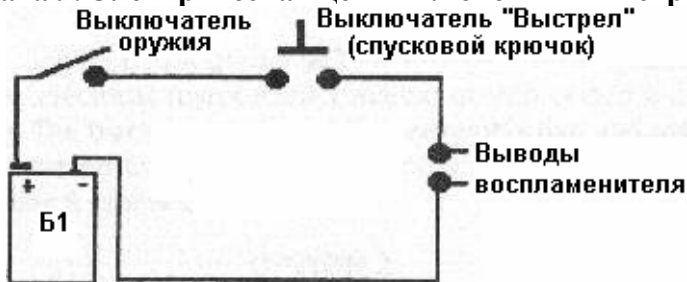 Выключатель
оружия
Выключатель "Выстрел"
(спусковой крючок)
Выводы
воспламенителя
+ -
Б1